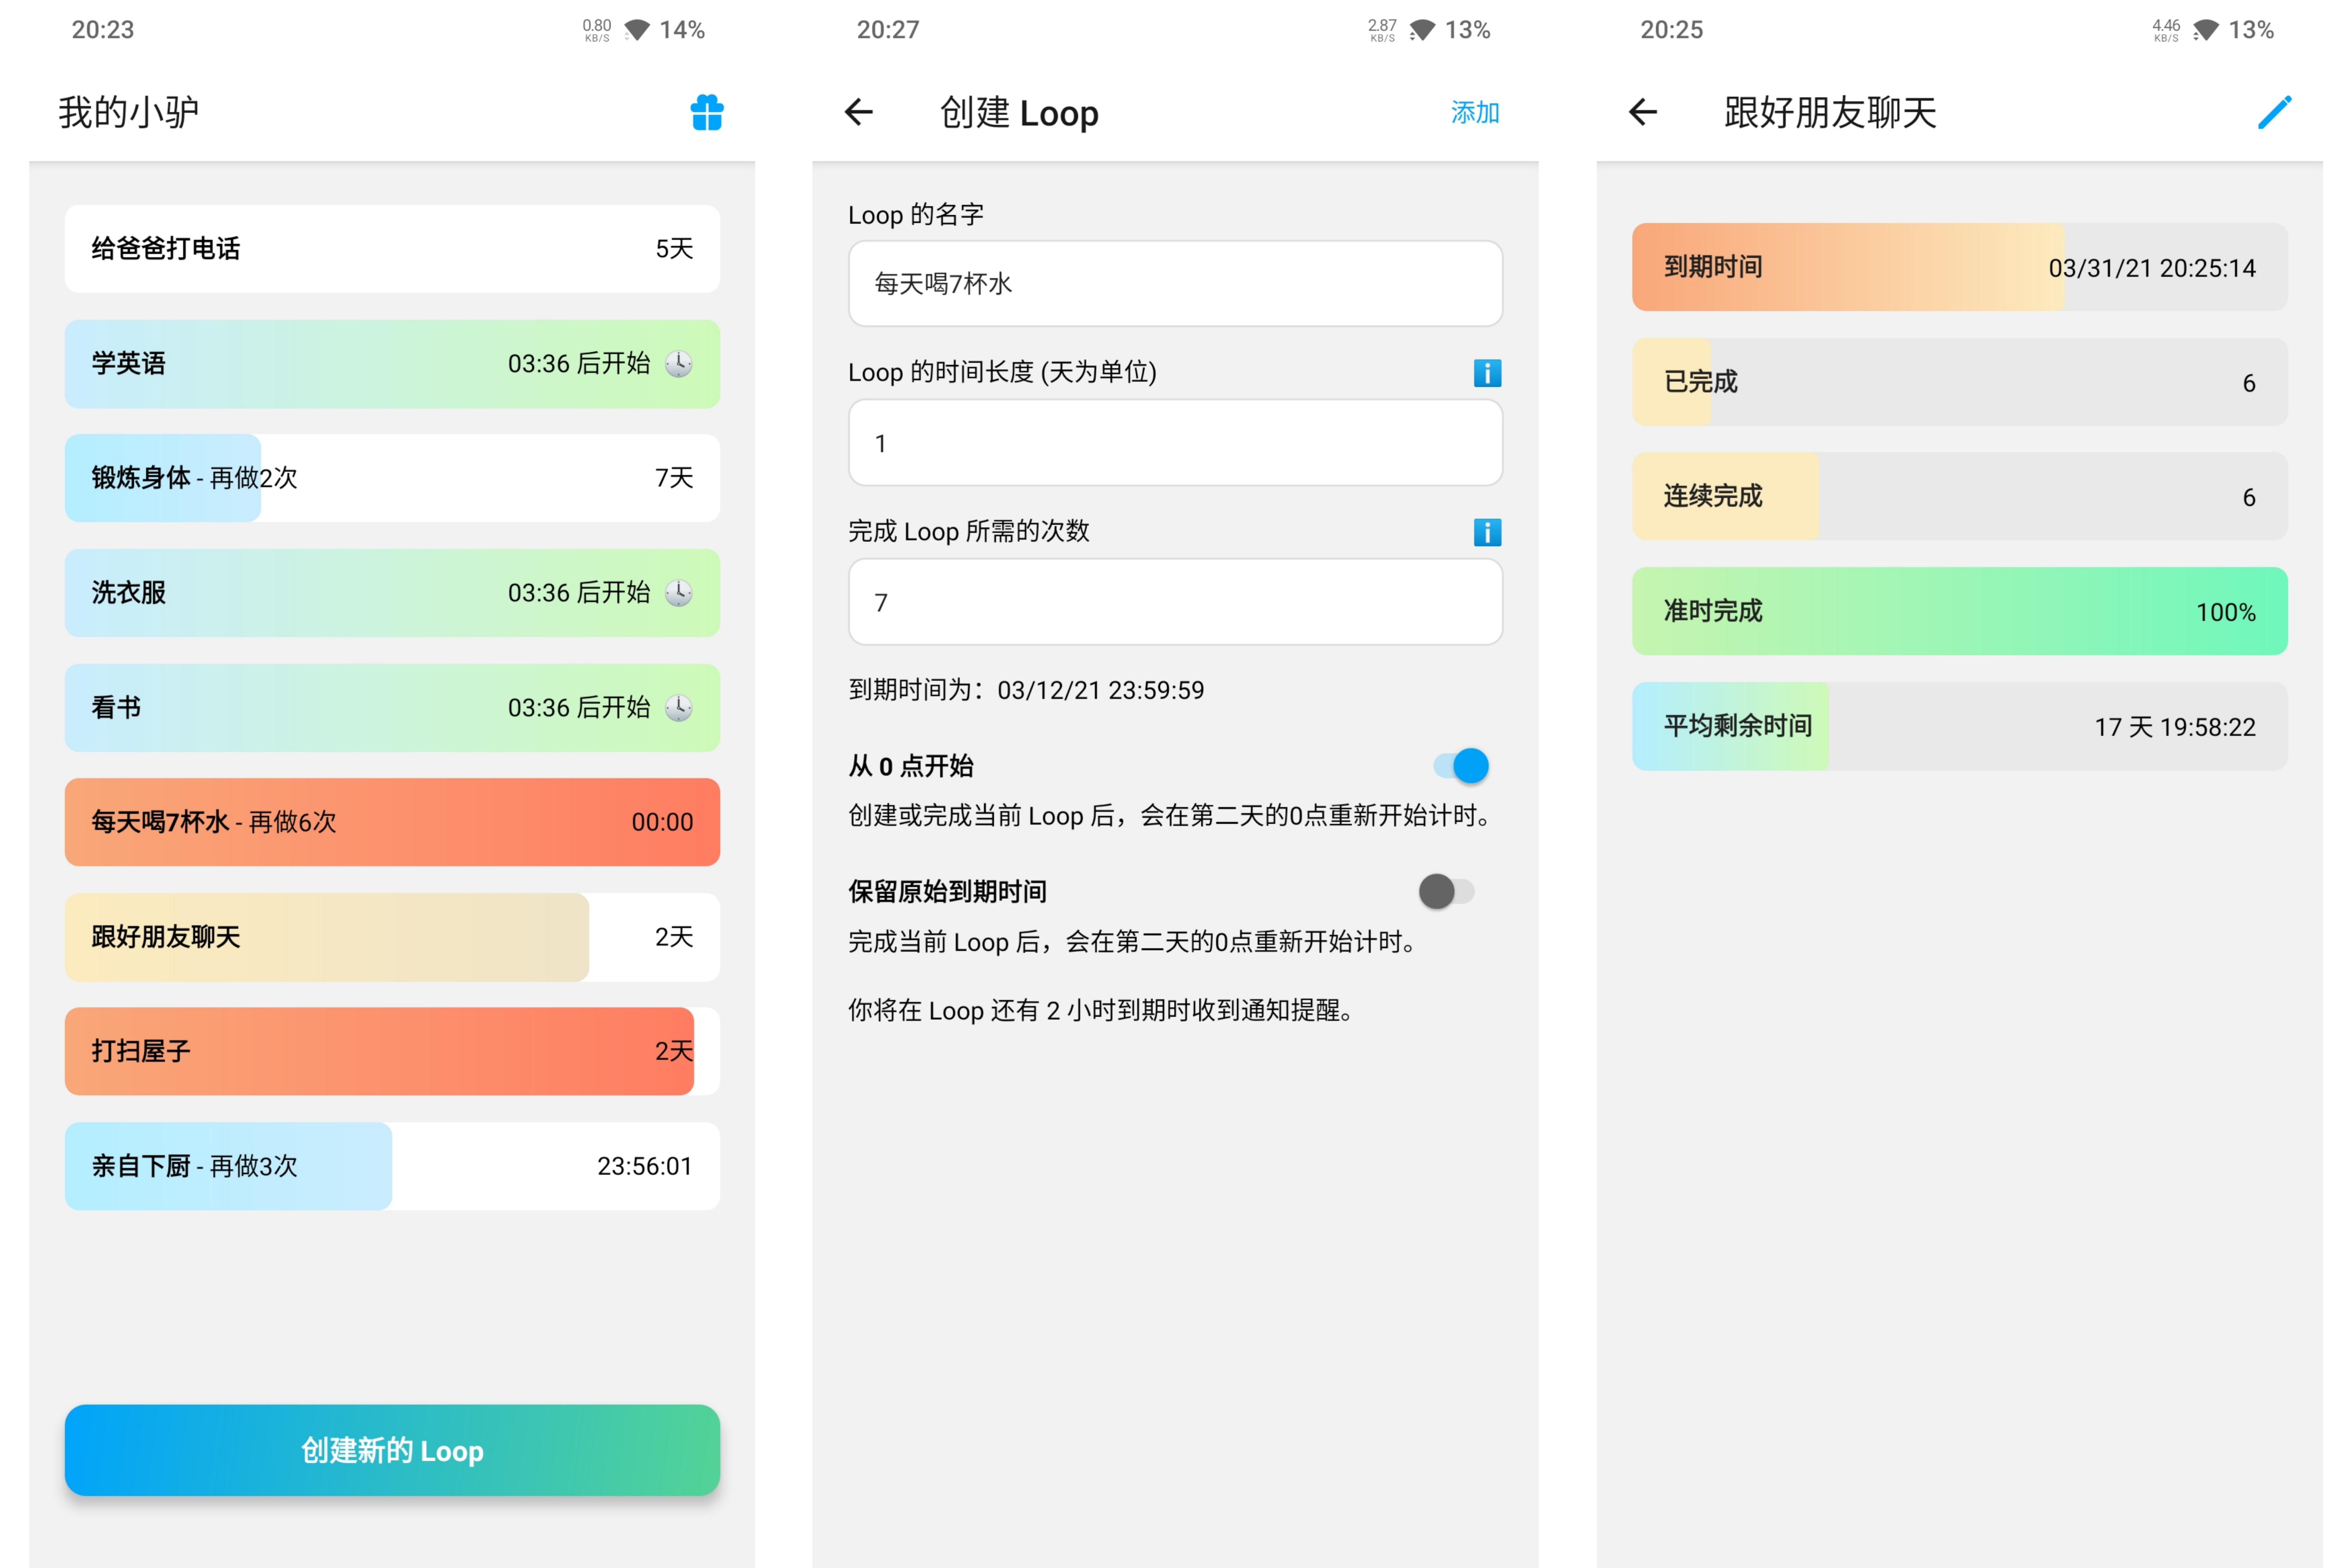 20:23
0.80 KB/S 14%
我的小驴
给爸爸打电话 5天
学英语 03:36 后开始
锻炼身体 - 再做2次 7天
洗衣服 03:36 后开始
看书 03:36 后开始
每天喝7杯水 - 再做6次 00:00
跟好朋友聊天 2天
打扫屋子 2天
亲自下厨 - 再做3次 23:56:01
创建新的 Loop
20:27
2.87 KB/S 13%
创建 Loop 添加
Loop 的名字
每天喝7杯水
Loop 的时间长度 (天为单位)
1
完成 Loop 所需的次数
7
到期时间为：03/12/21 23:59:59
从 0 点开始
创建或完成当前 Loop 后，会在第二天的0点重新开始计时。
保留原始到期时间
完成当前 Loop 后，会在第二天的0点重新开始计时。
你将在 Loop 还有 2 小时到期时收到通知提醒。
20:25
4.46 KB/S 13%
跟好朋友聊天
到期时间 03/31/21 20:25:14
已完成 6
连续完成 6
准时完成 100%
平均剩余时间 17 天 19:58:22